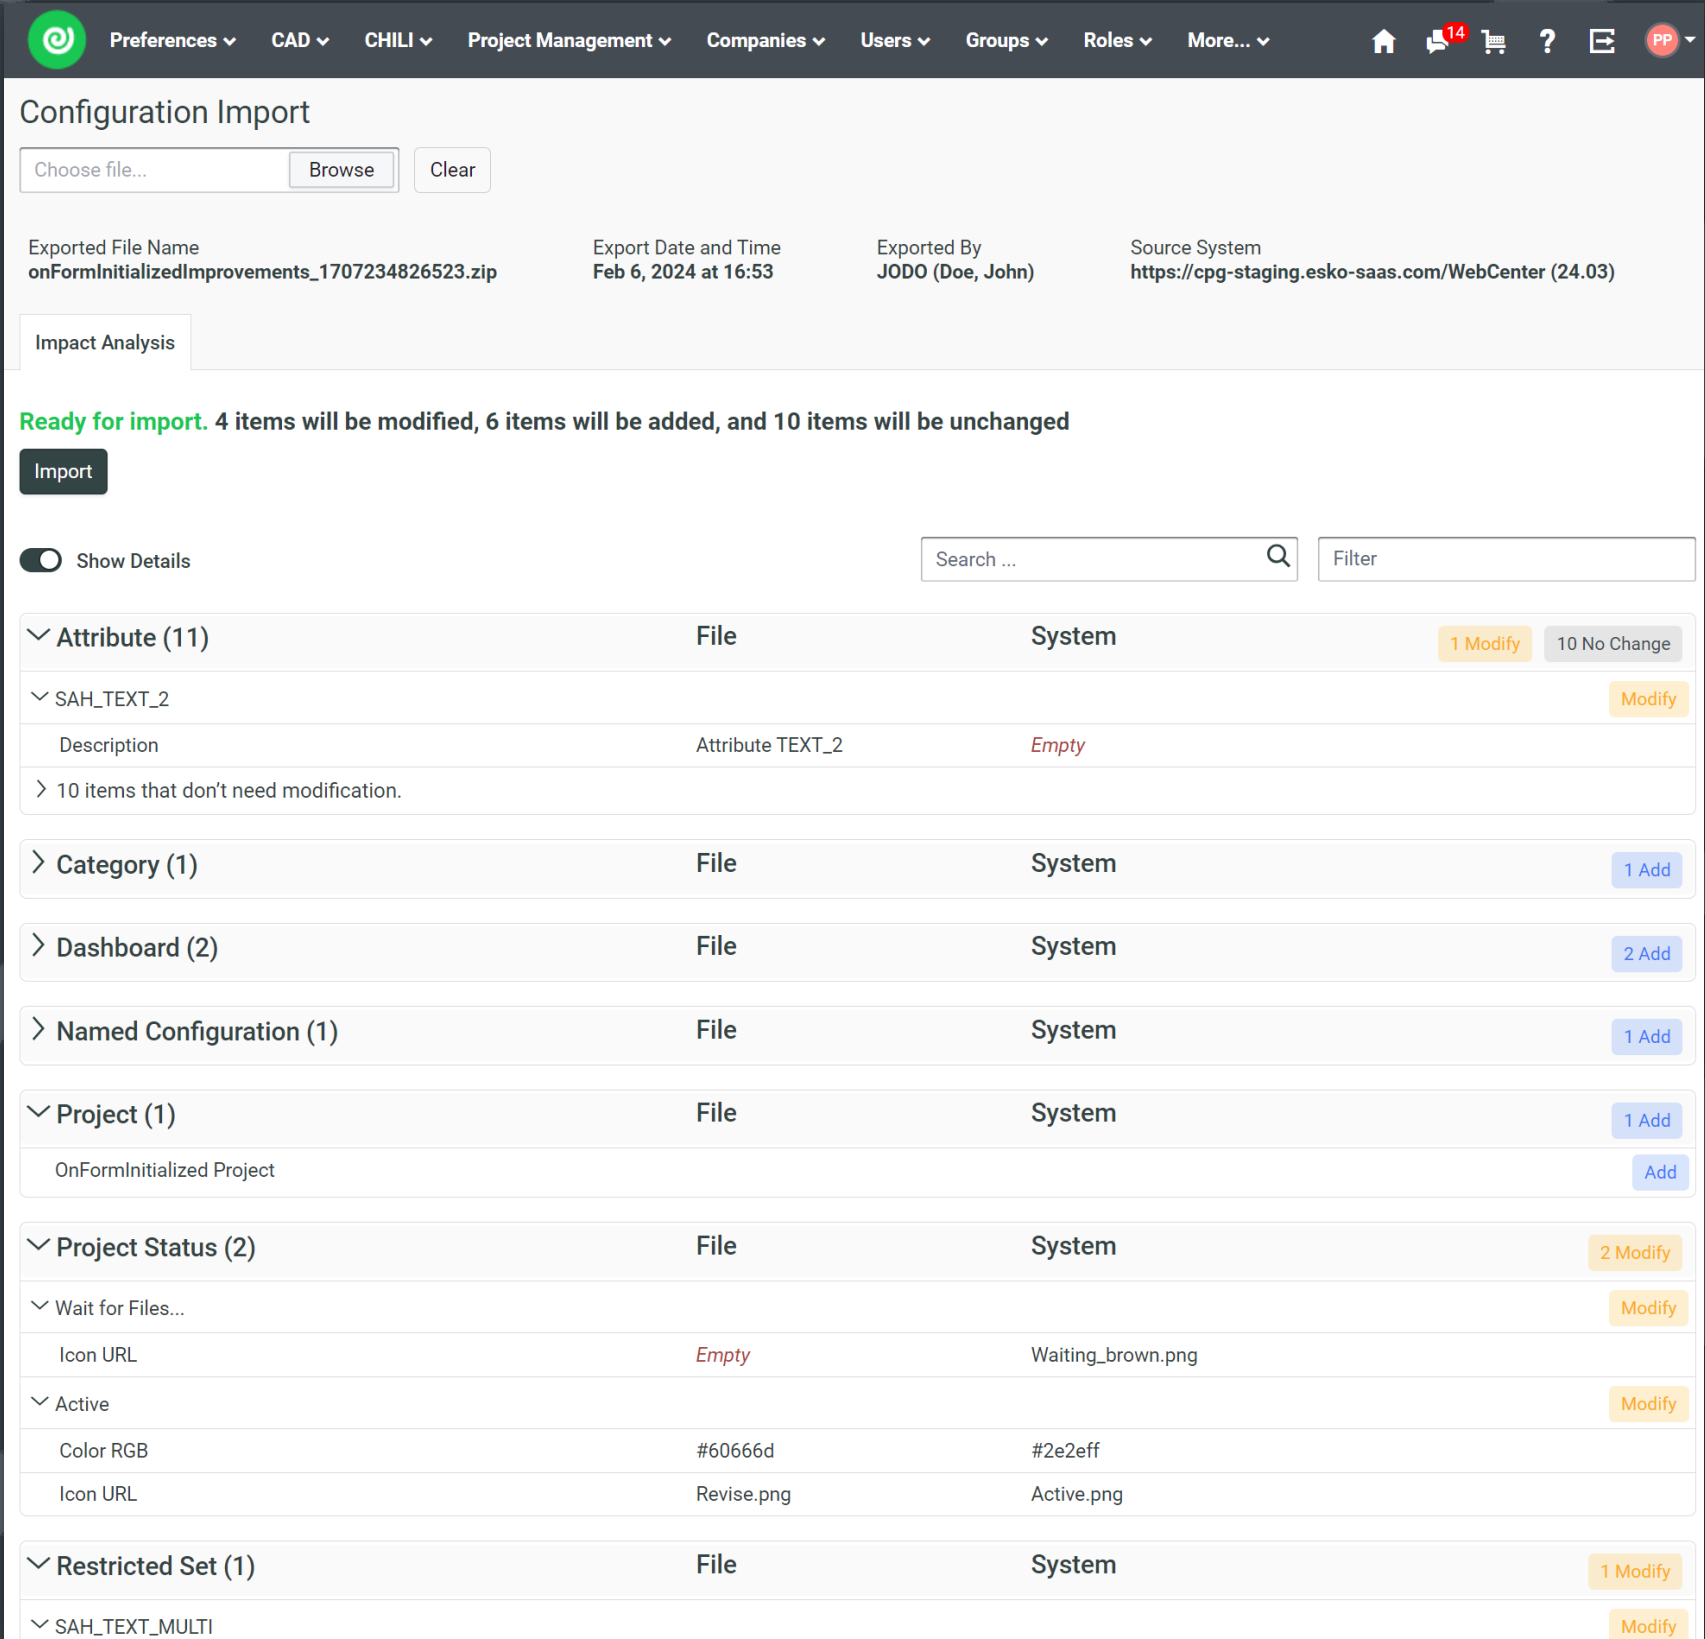 Preferences CAD CHILI Project Management Companies Users Groups Roles More... 14 ? PP
Configuration Import
Choose file... Browse Clear
Exported File Name Export Date and Time Exported By Source System
onFormInitializedImprovements_1707234826523.zip Feb 6, 2024 at 16:53 JODO (Doe, John) https://cpg-staging.esko-saas.com/WebCenter (24.03)
Impact Analysis
Ready for import. 4 items will be modified, 6 items will be added, and 10 items will be unchanged
Import
Show Details Search ... Filter
Attribute (11) File System 1 Modify 10 No Change
SAH_TEXT_2 Modify
Description Attribute TEXT_2 Empty
10 items that don’t need modification.
Category (1) File System 1 Add
Dashboard (2) File System 2 Add
Named Configuration (1) File System 1 Add
Project (1) File System 1 Add
OnFormInitialized Project Add
Project Status (2) File System 2 Modify
Wait for Files... Modify
Icon URL Empty Waiting_brown.png
Active Modify
Color RGB #60666d #2e2eff
Icon URL Revise.png Active.png
Restricted Set (1) File System 1 Modify
SAH_TEXT_MULTI Modify